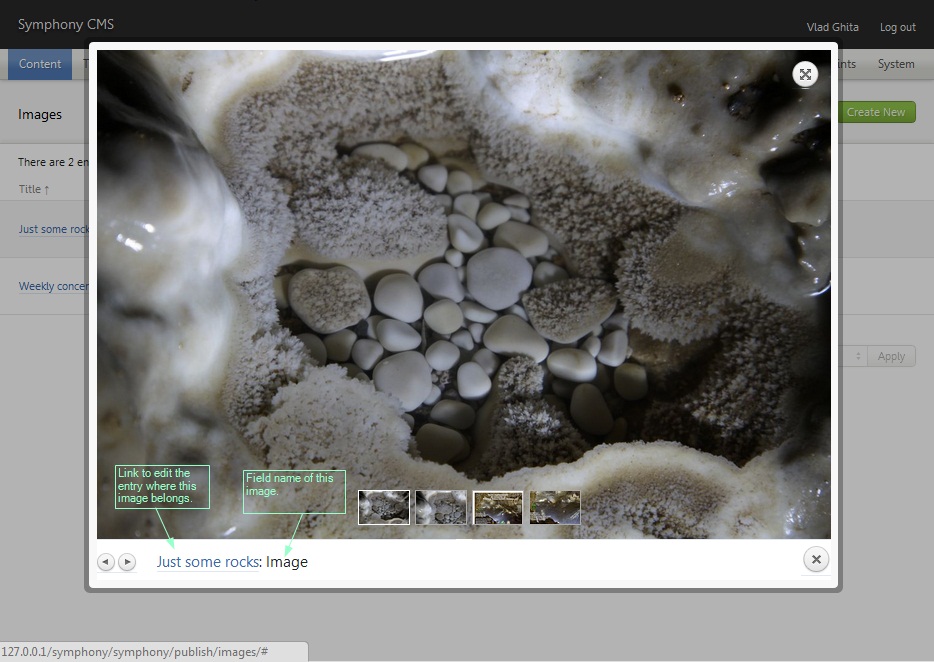 Symphony CMS
Vlad Ghita Log out
Content
System
Images
Create New
There are 2 en
Title ↑
Just some rock
Weekly concer
Apply
Link to edit the
entry where this
image belongs.
Field name of this
image.
Just some rocks: Image
127.0.0.1/symphony/symphony/publish/images/#